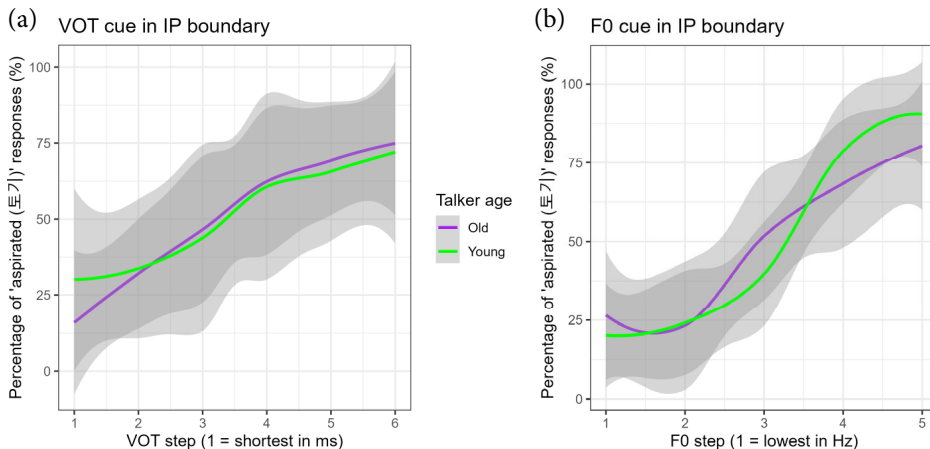 (a)
VOT cue in IP boundary
Percentage of 'aspirated (토기)' responses (%)
100
75
50
25
0
1 2 3 4 5 6
VOT step (1 = shortest in ms)
Talker age
Old
Young
(b)
F0 cue in IP boundary
Percentage of 'aspirated (토기)' responses (%)
100
75
50
25
0
1 2 3 4 5
F0 step (1 = lowest in Hz)